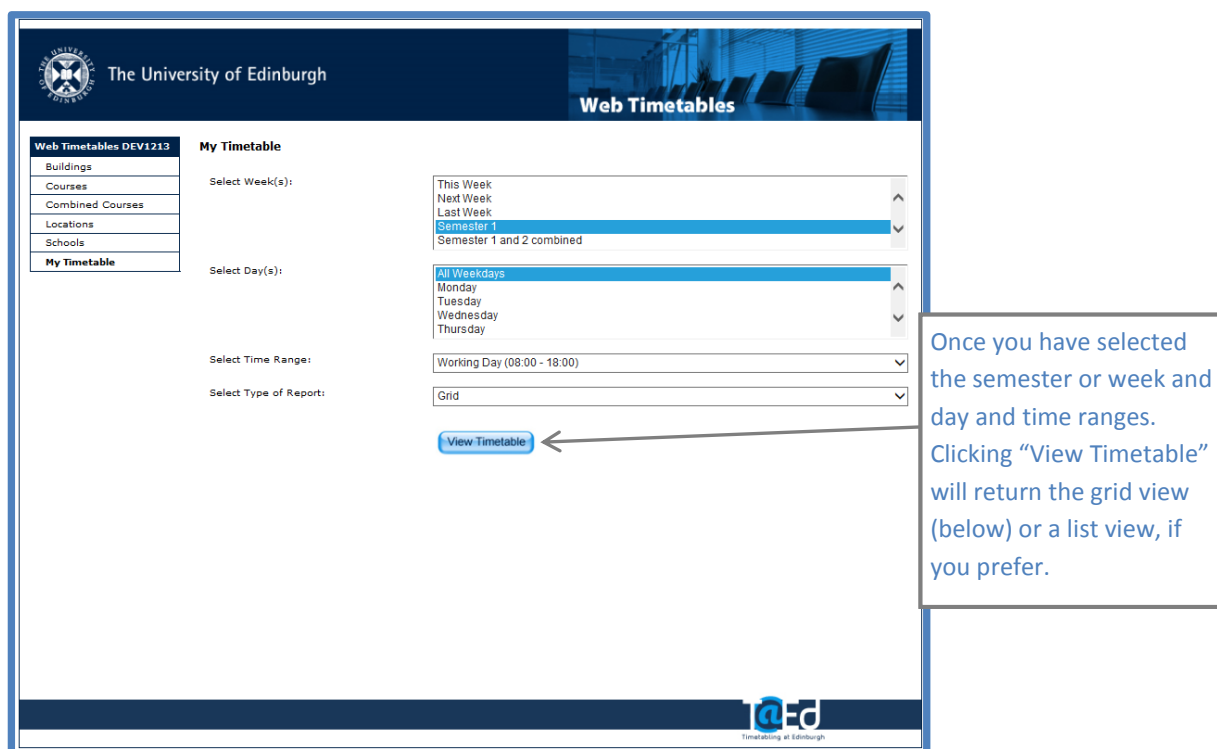 UNIVERSITY OF EDINBURGH
The University of Edinburgh
Web Timetables
Web Timetables DEV1213
Buildings
Courses
Combined Courses
Locations
Schools
My Timetable
My Timetable
Select Week(s):
This Week
Next Week
Last Week
Semester 1
Semester 1 and 2 combined
Select Day(s):
All Weekdays
Monday
Tuesday
Wednesday
Thursday
Select Time Range:
Working Day (08:00 - 18:00)
Select Type of Report:
Grid
View Timetable
Once you have selected
the semester or week and
day and time ranges.
Clicking “View Timetable”
will return the grid view
(below) or a list view, if
you prefer.
T@Ed
Timetabling at Edinburgh